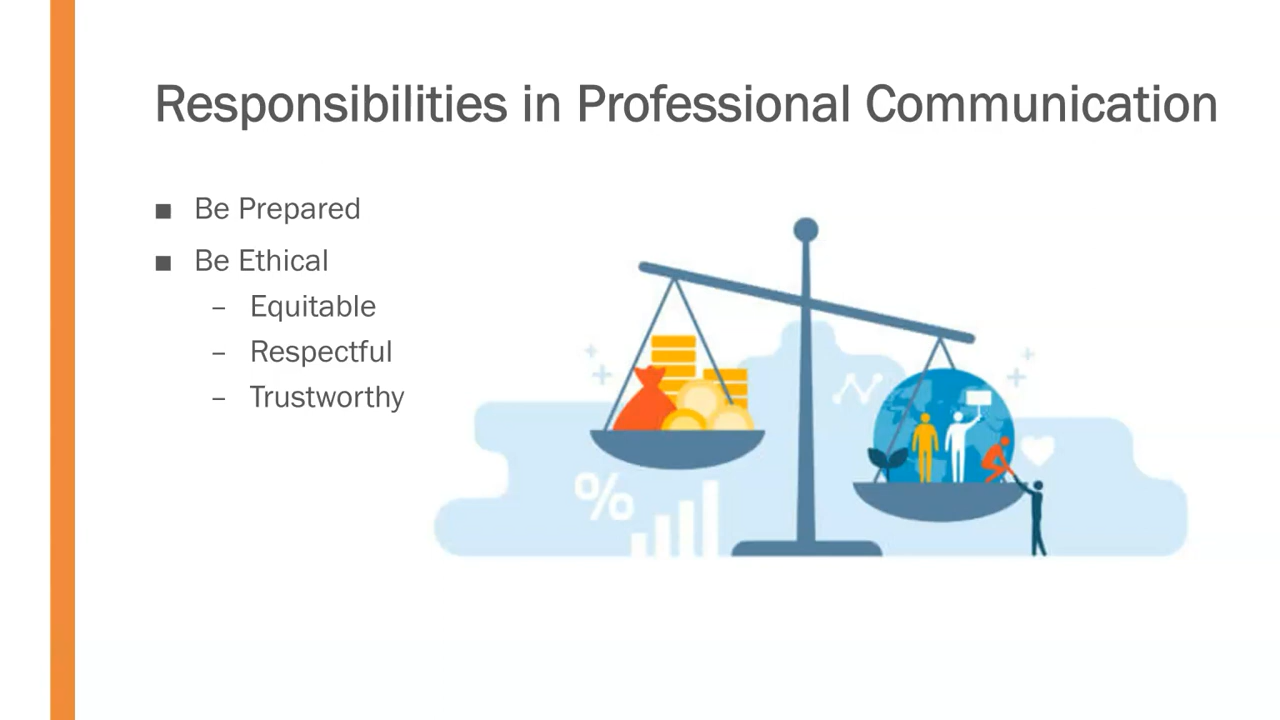 Responsibilities in Professional Communication
■ Be Prepared
■ Be Ethical
– Equitable
– Respectful
– Trustworthy
%